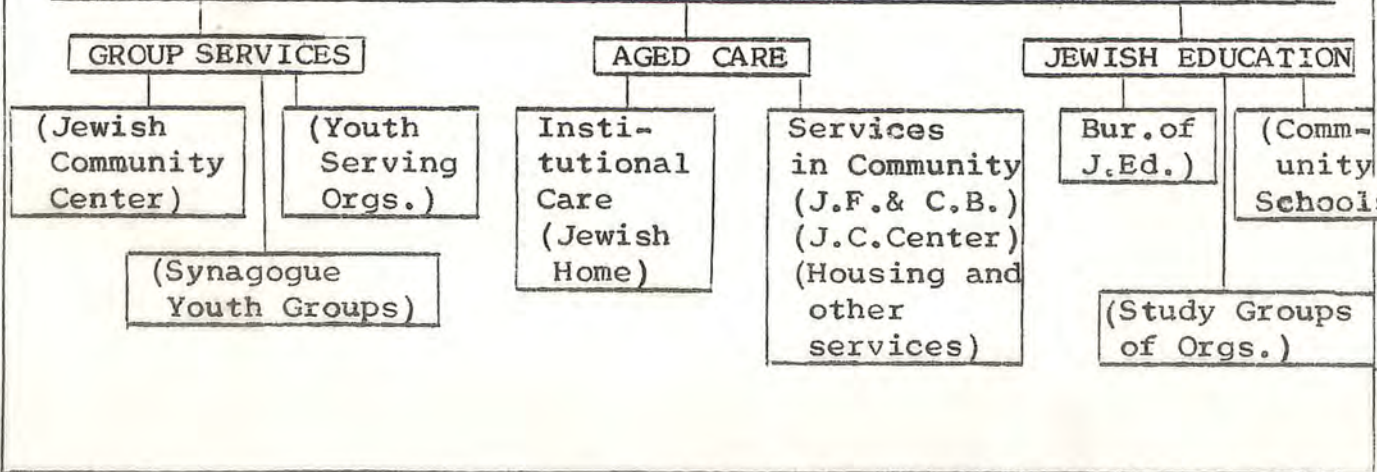 GROUP SERVICES
(Jewish
Community
Center)
(Youth
Serving
Orgs.)
(Synagogue
Youth Groups)
AGED CARE
Insti-
tutional
Care
(Jewish
Home)
Services
in Community
(J.F.& C.B.)
(J.C.Center)
(Housing and
other
services)
JEWISH EDUCATION
Bur.of
J.Ed.)
(Comm-
unity
Schools
(Study Groups
of Orgs.)